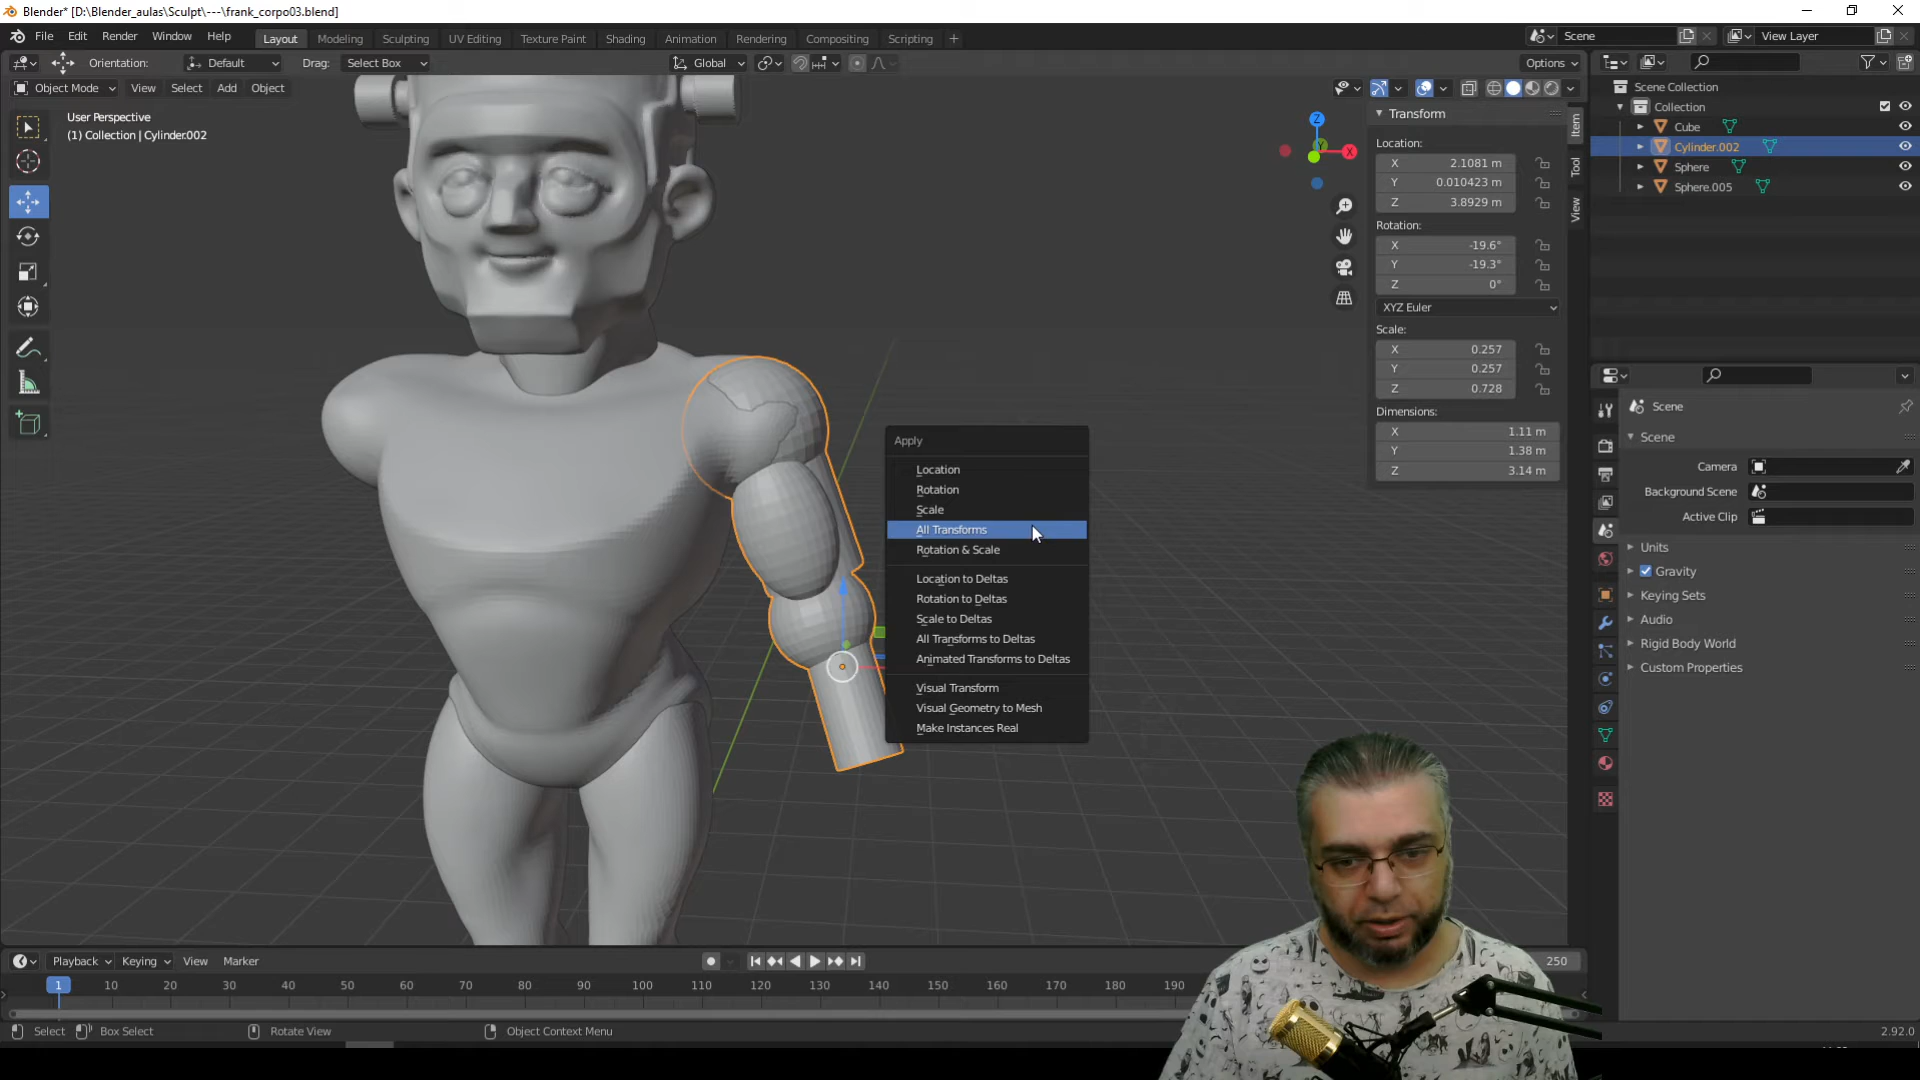 Blender* [D:\Blender_aulas\Sculpt\---\frank_corpo03.blend]
File Edit Render Window Help
Layout Modeling Sculpting UV Editing Texture Paint Shading Animation Rendering Compositing Scripting
Scene
View Layer
Orientation: Default Drag: Select Box
Global
Options
Object Mode View Select Add Object
User Perspective
(1) Collection | Cylinder.002
Z
Y
X
Transform
Location:
X 2.1081 m
Y 0.010423 m
Z 3.8929 m
Rotation:
X -19.6°
Y -19.3°
Z 0°
XYZ Euler
Scale:
X 0.257
Y 0.257
Z 0.728
Dimensions:
X 1.11 m
Y 1.38 m
Z 3.14 m
Item
Tool
View
Scene Collection
Collection
Cube
Cylinder.002
Sphere
Sphere.005
Scene
Scene
Camera
Background Scene
Active Clip
Units
Gravity
Keying Sets
Audio
Rigid Body World
Custom Properties
Apply
Location
Rotation
Scale
All Transforms
Rotation & Scale
Location to Deltas
Rotation to Deltas
Scale to Deltas
All Transforms to Deltas
Animated Transforms to Deltas
Visual Transform
Visual Geometry to Mesh
Make Instances Real
Playback Keying View Marker
250
1 10 20 30 40 50 60 70 80 90 100 110 120 130 140 150 160 170 180 190
Select Box Select Rotate View Object Context Menu
2.92.0